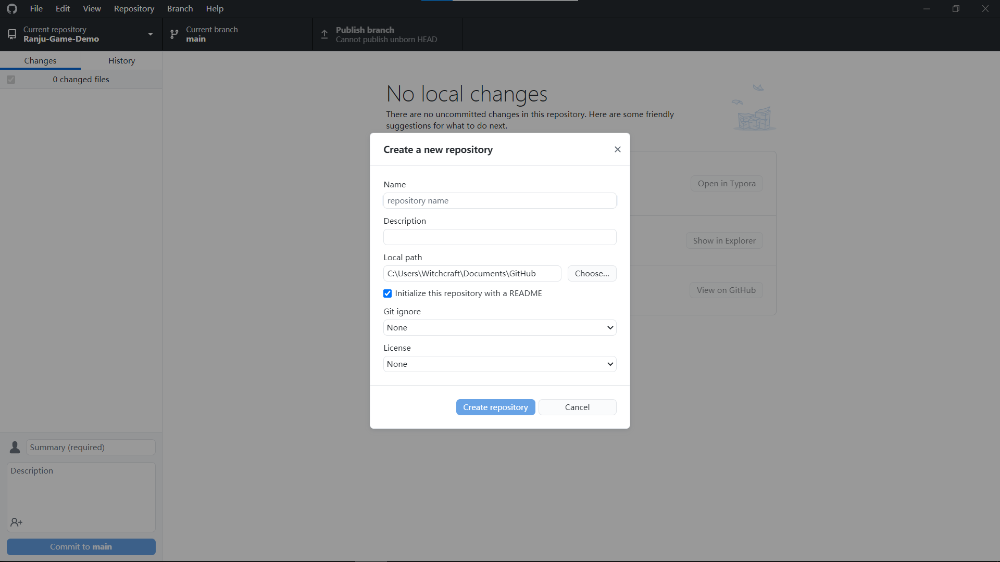 File Edit View Repository Branch Help
Current repository
Ranju-Game-Demo
Current branch
main
Publish branch
Cannot publish unborn HEAD
Changes History
0 changed files
No local changes
There are no uncommitted changes in this repository. Here are some friendly
suggestions for what to do next.
Open in Typora
Show in Explorer
View on GitHub
Create a new repository
Name
repository name
Description
Local path
C:\Users\Witchcraft\Documents\GitHub Choose...
Initialize this repository with a README
Git ignore
None
License
None
Create repository Cancel
Summary (required)
Description
Commit to main